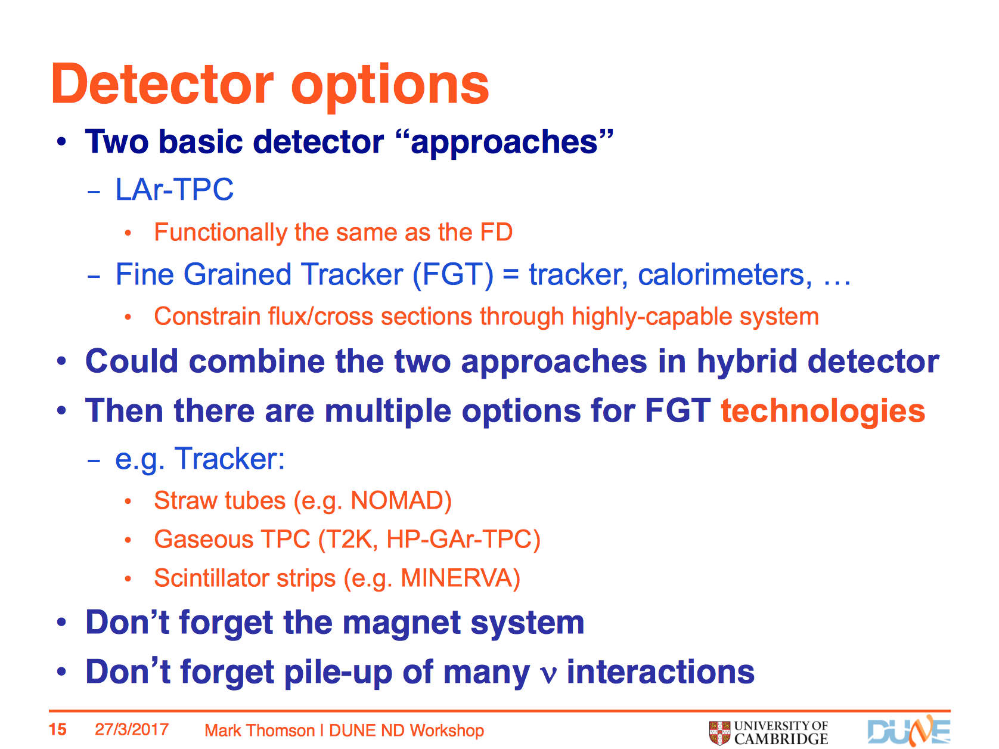 Detector options
• Two basic detector “approaches”
– LAr-TPC
• Functionally the same as the FD
– Fine Grained Tracker (FGT) = tracker, calorimeters, …
• Constrain flux/cross sections through highly-capable system
• Could combine the two approaches in hybrid detector
• Then there are multiple options for FGT technologies
– e.g. Tracker:
• Straw tubes (e.g. NOMAD)
• Gaseous TPC (T2K, HP-GAr-TPC)
• Scintillator strips (e.g. MINERVA)
• Don’t forget the magnet system
• Don’t forget pile-up of many ν interactions
15 27/3/2017 Mark Thomson I DUNE ND Workshop
UNIVERSITY OF
CAMBRIDGE
DUNE